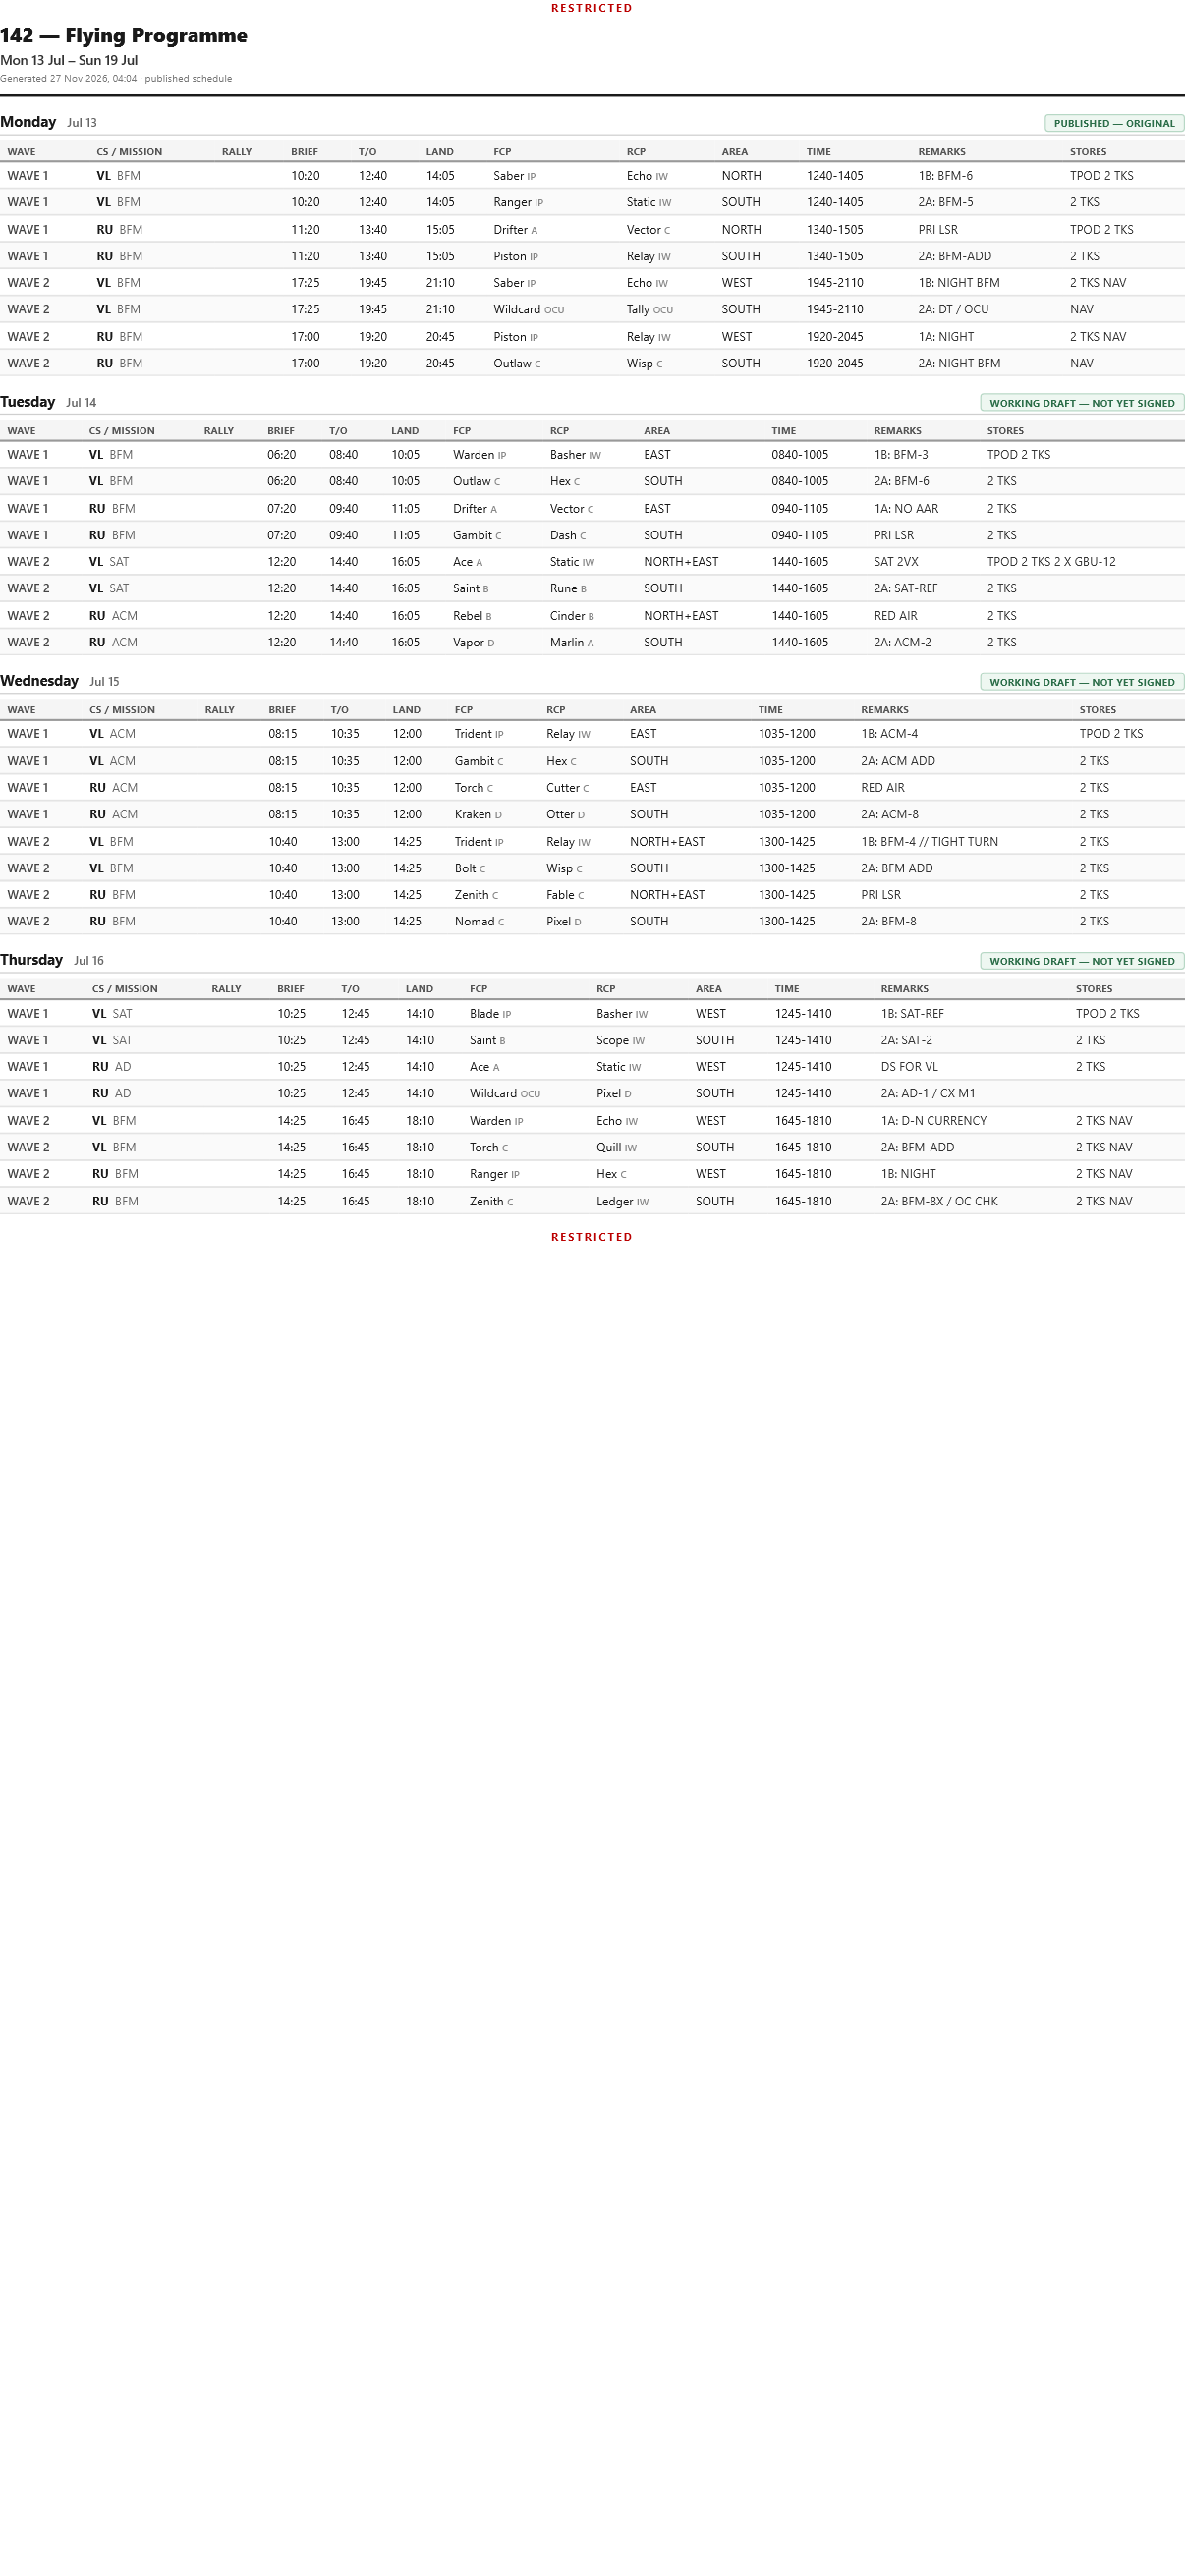 RESTRICTED
142 — Flying Programme
Mon 13 Jul – Sun 19 Jul
Generated 27 Nov 2026, 04:04 · published schedule
Monday Jul 13 PUBLISHED — ORIGINAL
WAVE CS / MISSION RALLY BRIEF T/O LAND FCP RCP AREA TIME REMARKS STORES
WAVE 1 VL BFM 10:20 12:40 14:05 Saber IP Echo IW NORTH 1240-1405 1B: BFM-6 TPOD 2 TKS
WAVE 1 VL BFM 10:20 12:40 14:05 Ranger IP Static IW SOUTH 1240-1405 2A: BFM-5 2 TKS
WAVE 1 RU BFM 11:20 13:40 15:05 Drifter A Vector C NORTH 1340-1505 PRI LSR TPOD 2 TKS
WAVE 1 RU BFM 11:20 13:40 15:05 Piston IP Relay IW SOUTH 1340-1505 2A: BFM-ADD 2 TKS
WAVE 2 VL BFM 17:25 19:45 21:10 Saber IP Echo IW WEST 1945-2110 1B: NIGHT BFM 2 TKS NAV
WAVE 2 VL BFM 17:25 19:45 21:10 Wildcard OCU Tally OCU SOUTH 1945-2110 2A: DT / OCU NAV
WAVE 2 RU BFM 17:00 19:20 20:45 Piston IP Relay IW WEST 1920-2045 1A: NIGHT 2 TKS NAV
WAVE 2 RU BFM 17:00 19:20 20:45 Outlaw C Wisp C SOUTH 1920-2045 2A: NIGHT BFM NAV
Tuesday Jul 14 WORKING DRAFT — NOT YET SIGNED
WAVE CS / MISSION RALLY BRIEF T/O LAND FCP RCP AREA TIME REMARKS STORES
WAVE 1 VL BFM 06:20 08:40 10:05 Warden IP Basher IW EAST 0840-1005 1B: BFM-3 TPOD 2 TKS
WAVE 1 VL BFM 06:20 08:40 10:05 Outlaw C Hex C SOUTH 0840-1005 2A: BFM-6 2 TKS
WAVE 1 RU BFM 07:20 09:40 11:05 Drifter A Vector C EAST 0940-1105 1A: NO AAR 2 TKS
WAVE 1 RU BFM 07:20 09:40 11:05 Gambit C Dash C SOUTH 0940-1105 PRI LSR 2 TKS
WAVE 2 VL SAT 12:20 14:40 16:05 Ace A Static IW NORTH+EAST 1440-1605 SAT 2VX TPOD 2 TKS 2 X GBU-12
WAVE 2 VL SAT 12:20 14:40 16:05 Saint B Rune B SOUTH 1440-1605 2A: SAT-REF 2 TKS
WAVE 2 RU ACM 12:20 14:40 16:05 Rebel B Cinder B NORTH+EAST 1440-1605 RED AIR 2 TKS
WAVE 2 RU ACM 12:20 14:40 16:05 Vapor D Marlin A SOUTH 1440-1605 2A: ACM-2 2 TKS
Wednesday Jul 15 WORKING DRAFT — NOT YET SIGNED
WAVE CS / MISSION RALLY BRIEF T/O LAND FCP RCP AREA TIME REMARKS STORES
WAVE 1 VL ACM 08:15 10:35 12:00 Trident IP Relay IW EAST 1035-1200 1B: ACM-4 TPOD 2 TKS
WAVE 1 VL ACM 08:15 10:35 12:00 Gambit C Hex C SOUTH 1035-1200 2A: ACM ADD 2 TKS
WAVE 1 RU ACM 08:15 10:35 12:00 Torch C Cutter C EAST 1035-1200 RED AIR 2 TKS
WAVE 1 RU ACM 08:15 10:35 12:00 Kraken D Otter D SOUTH 1035-1200 2A: ACM-8 2 TKS
WAVE 2 VL BFM 10:40 13:00 14:25 Trident IP Relay IW NORTH+EAST 1300-1425 1B: BFM-4 // TIGHT TURN 2 TKS
WAVE 2 VL BFM 10:40 13:00 14:25 Bolt C Wisp C SOUTH 1300-1425 2A: BFM ADD 2 TKS
WAVE 2 RU BFM 10:40 13:00 14:25 Zenith C Fable C NORTH+EAST 1300-1425 PRI LSR 2 TKS
WAVE 2 RU BFM 10:40 13:00 14:25 Nomad C Pixel D SOUTH 1300-1425 2A: BFM-8 2 TKS
Thursday Jul 16 WORKING DRAFT — NOT YET SIGNED
WAVE CS / MISSION RALLY BRIEF T/O LAND FCP RCP AREA TIME REMARKS STORES
WAVE 1 VL SAT 10:25 12:45 14:10 Blade IP Basher IW WEST 1245-1410 1B: SAT-REF TPOD 2 TKS
WAVE 1 VL SAT 10:25 12:45 14:10 Saint B Scope IW SOUTH 1245-1410 2A: SAT-2 2 TKS
WAVE 1 RU AD 10:25 12:45 14:10 Ace A Static IW WEST 1245-1410 DS FOR VL 2 TKS
WAVE 1 RU AD 10:25 12:45 14:10 Wildcard OCU Pixel D SOUTH 1245-1410 2A: AD-1 / CX M1
WAVE 2 VL BFM 14:25 16:45 18:10 Warden IP Echo IW WEST 1645-1810 1A: D-N CURRENCY 2 TKS NAV
WAVE 2 VL BFM 14:25 16:45 18:10 Torch C Quill IW SOUTH 1645-1810 2A: BFM-ADD 2 TKS NAV
WAVE 2 RU BFM 14:25 16:45 18:10 Ranger IP Hex C WEST 1645-1810 1B: NIGHT 2 TKS NAV
WAVE 2 RU BFM 14:25 16:45 18:10 Zenith C Ledger IW SOUTH 1645-1810 2A: BFM-8X / OC CHK 2 TKS NAV
RESTRICTED